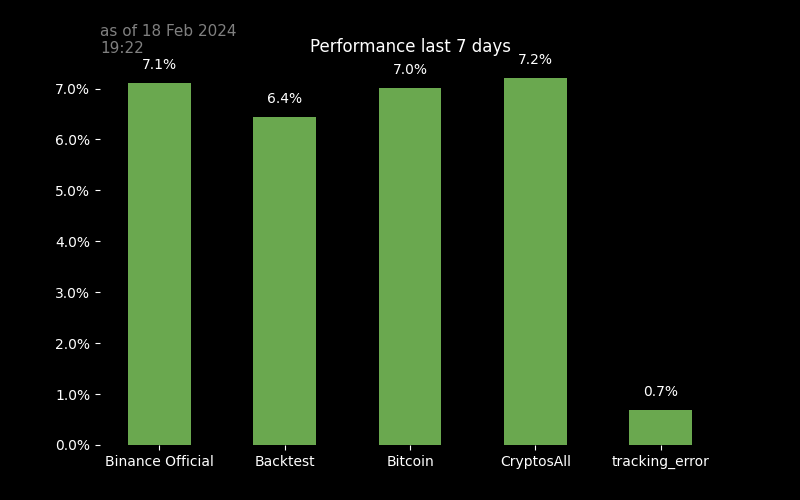 as of 18 Feb 2024
19:22
Performance last 7 days
7.1%
6.4%
7.0%
7.2%
0.7%
7.0%
6.0%
5.0%
4.0%
3.0%
2.0%
1.0%
0.0%
Binance Official
Backtest
Bitcoin
CryptosAll
tracking_error